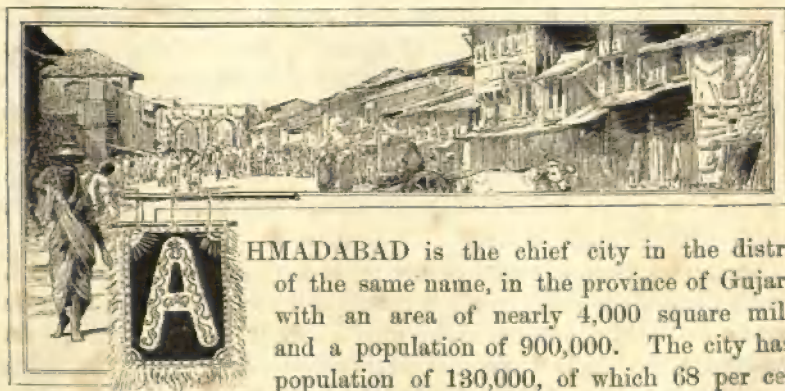 AHMADABAD is the chief city in the distr
of the same name, in the province of Gujar
with an area of nearly 4,000 square mil
and a population of 900,000. The city has
population of 130,000, of which 68 per ce